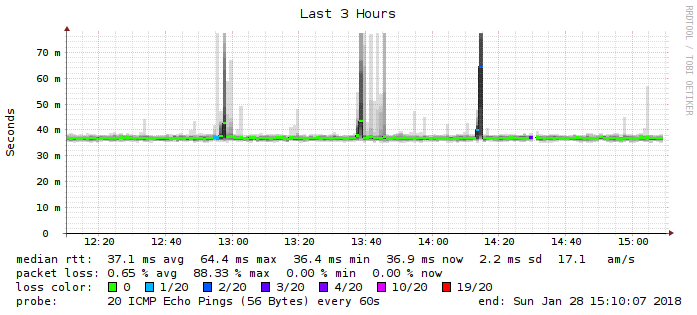 Last 3 Hours
RRDTOOL / TOBI OETIKER
Seconds
70 m
60 m
50 m
40 m
30 m
20 m
10 m
0
12:20 12:40 13:00 13:20 13:40 14:00 14:20 14:40 15:00
median rtt: 37.1 ms avg 64.4 ms max 36.4 ms min 36.9 ms now 2.2 ms sd 17.1 am/s
packet loss: 0.65 % avg 88.33 % max 0.00 % min 0.00 % now
loss color: 0 1/20 2/20 3/20 4/20 10/20 19/20
probe: 20 ICMP Echo Pings (56 Bytes) every 60s end: Sun Jan 28 15:10:07 2018